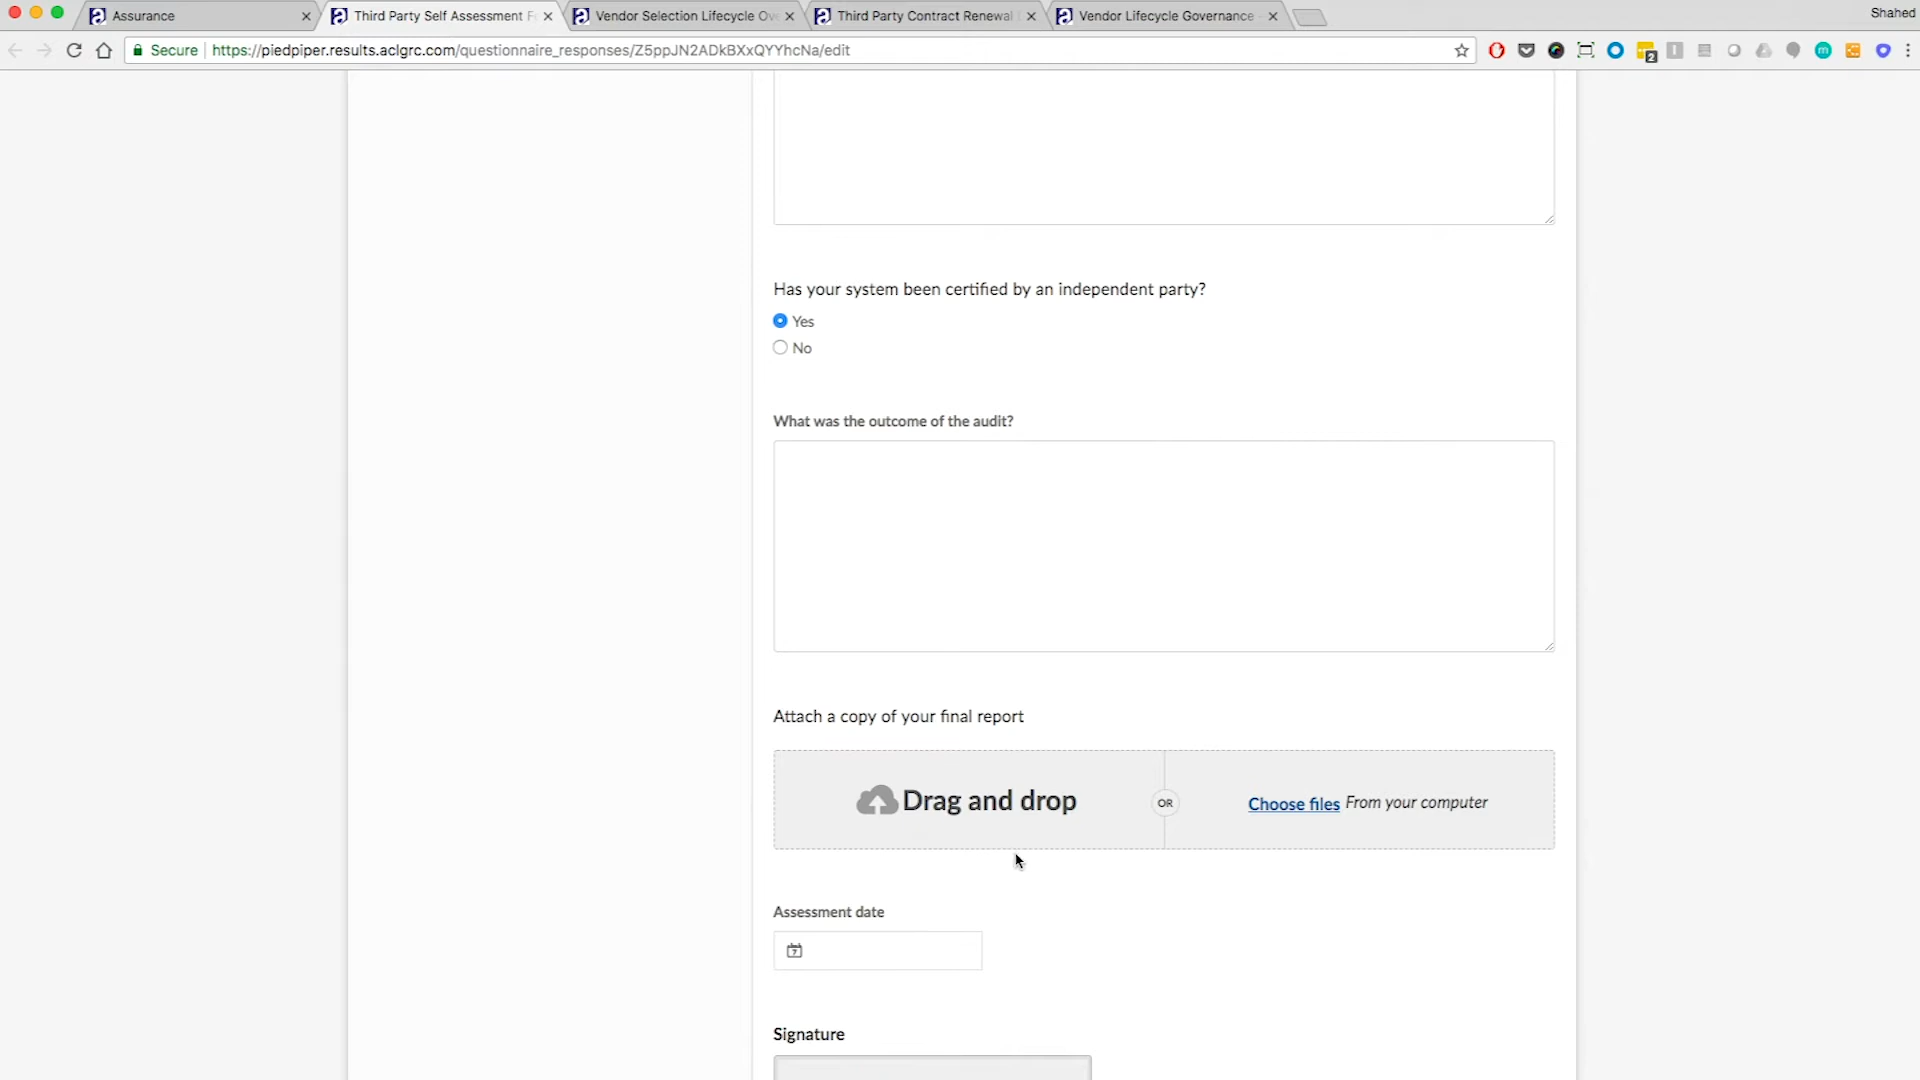 Assurance
Third Party Self Assessment F
Vendor Selection Lifecycle Ov
Third Party Contract Renewal
Vendor Lifecycle Governance
Shahed
Secure
https://piedpiper.results.aclgrc.com/questionnaire_responses/Z5ppJN2ADkBXxQYYhcNa/edit
2
Has your system been certified by an independent party?
Yes
No
What was the outcome of the audit?
Attach a copy of your final report
Drag and drop
OR
Choose files From your computer
Assessment date
Signature